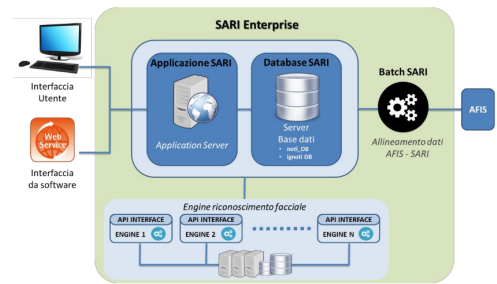 SARI Enterprise
Interfaccia
Utente
Web
Service
Interfaccia
da software
Applicazione SARI
Application Server
Database SARI
Server
Base dati
• noti_DB
• ignoti DB
Batch SARI
Allineamento dati
AFIS - SARI
AFIS
Engine riconoscimento facciale
API INTERFACE
ENGINE 1
API INTERFACE
ENGINE 2
API INTERFACE
ENGINE N